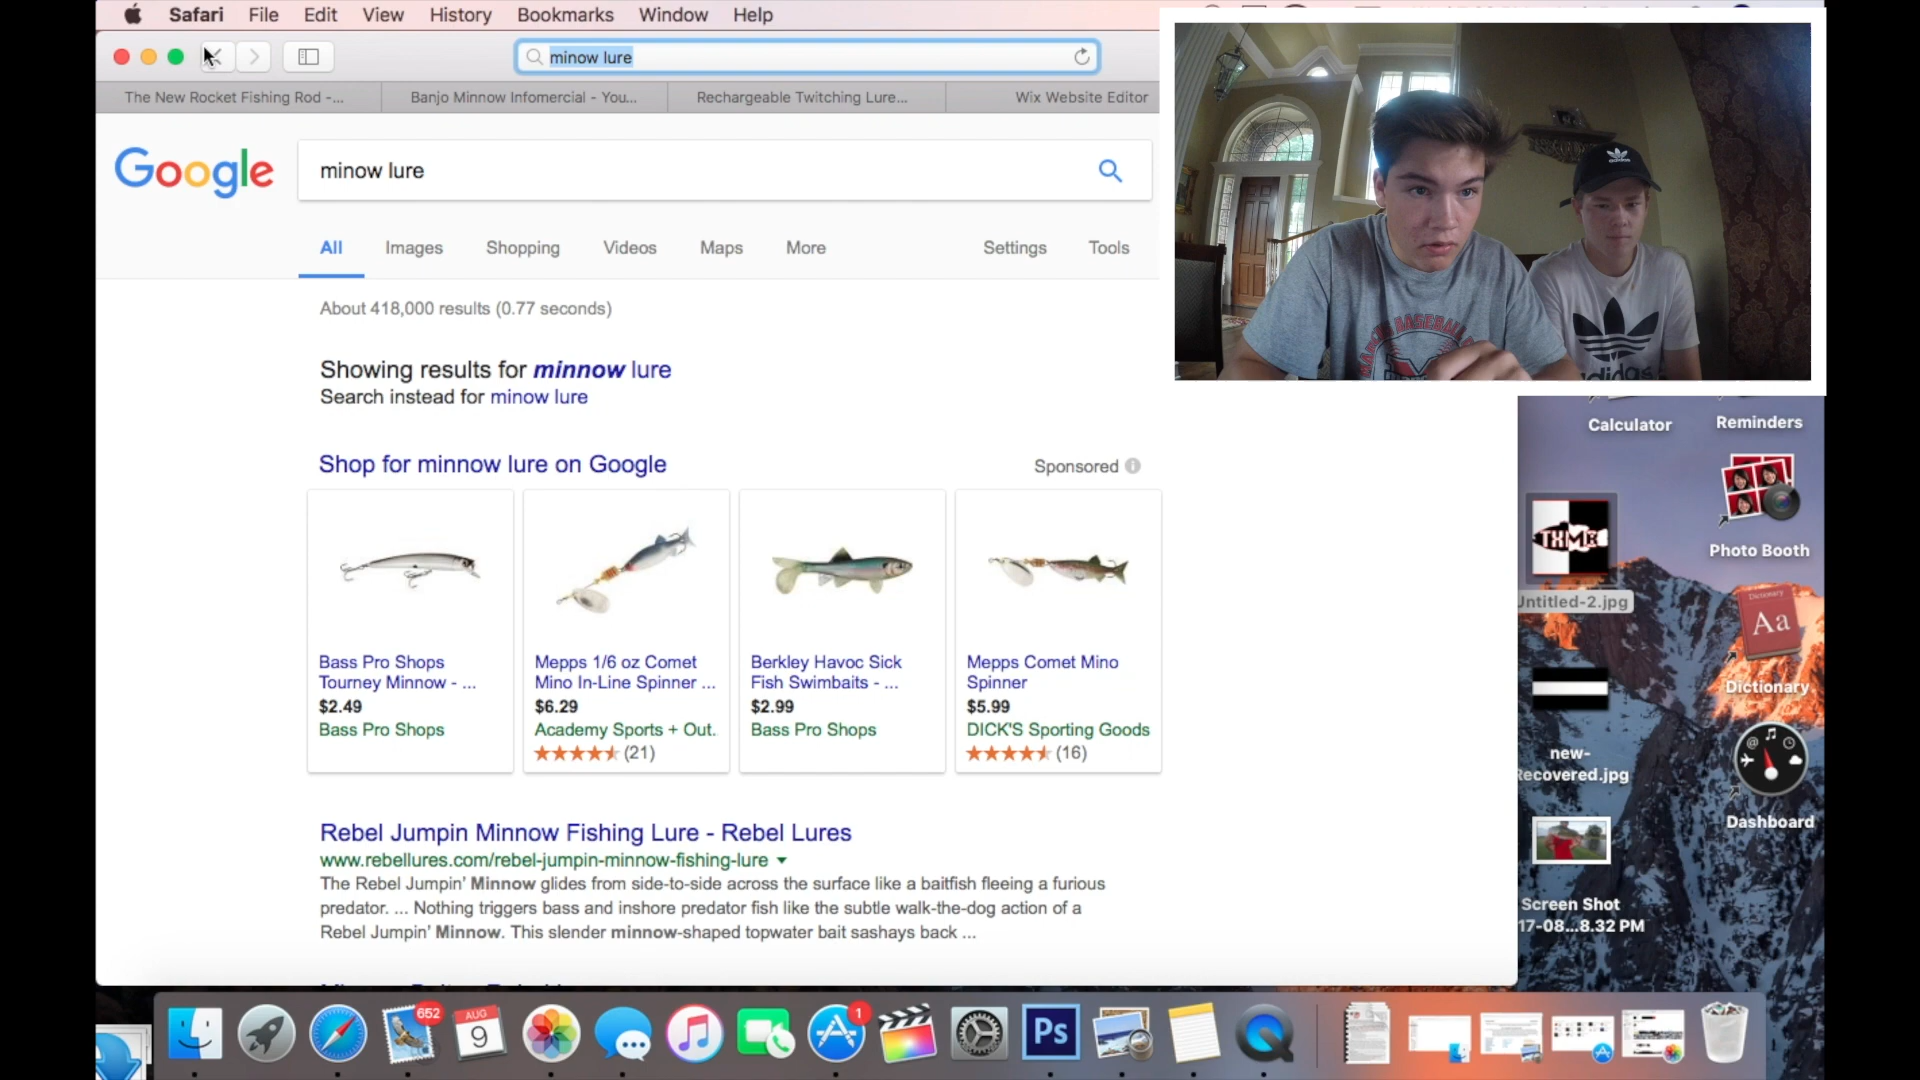 Safari File Edit View History Bookmarks Window Help
minow lure
The New Rocket Fishing Rod -...
Banjo Minnow Infomercial - You...
Rechargeable Twitching Lure...
Wix Website Editor
Google
minow lure
All Images Shopping Videos Maps More Settings Tools
About 418,000 results (0.77 seconds)
Showing results for minnow lure
Search instead for minow lure
Shop for minnow lure on Google
Sponsored
Bass Pro Shops
Tourney Minnow - ...
$2.49
Bass Pro Shops
Mepps 1/6 oz Comet
Mino In-Line Spinner ...
$6.29
Academy Sports + Out.
(21)
Berkley Havoc Sick
Fish Swimbaits - ...
$2.99
Bass Pro Shops
Mepps Comet Mino
Spinner
$5.99
DICK'S Sporting Goods
(16)
Rebel Jumpin Minnow Fishing Lure - Rebel Lures
www.rebellures.com/rebel-jumpin-minnow-fishing-lure
The Rebel Jumpin' Minnow glides from side-to-side across the surface like a baitfish fleeing a furious
predator. ... Nothing triggers bass and inshore predator fish like the subtle walk-the-dog action of a
Rebel Jumpin' Minnow. This slender minnow-shaped topwater bait sashays back ...
adidas
BASEBALL
adidas
Calculator
Reminders
Photo Booth
Untitled-2.jpg
Dictionary
Aa
Dictionary
new-
Recovered.jpg
Dashboard
Screen Shot
17-08...8.32 PM
652
AUG
9
1
Ps